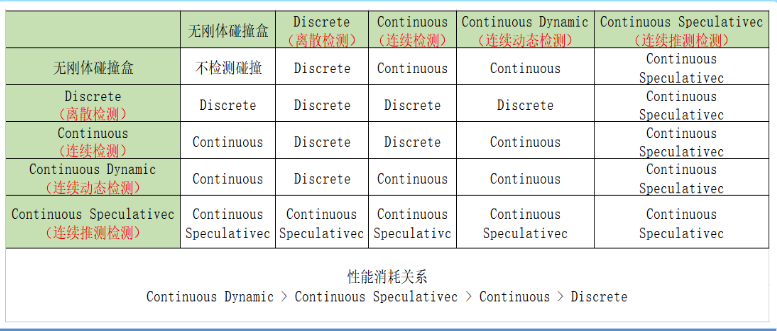 无刚体碰撞盒 Discrete Continuous Continuous Dynamic Continuous Speculativec
（离散检测） （连续检测） （连续动态检测） （连续推测检测）
无刚体碰撞盒 不检测碰撞 Discrete Continuous Continuous Continuous
Speculativec
Discrete Discrete Discrete Discrete Discrete Continuous
（离散检测） Speculativec
Continuous Continuous Discrete Discrete Continuous Continuous
（连续检测） Speculativec
Continuous Dynamic Continuous Discrete Continuous Continuous Continuous
（连续动态检测） Speculativec
Continuous Speculativec Continuous Continuous Continuous Continuous Continuous
（连续推测检测） Speculativec Speculativec Speculativc Speculativec Speculativec
性能消耗关系
Continuous Dynamic > Continuous Speculativec > Continuous > Discrete